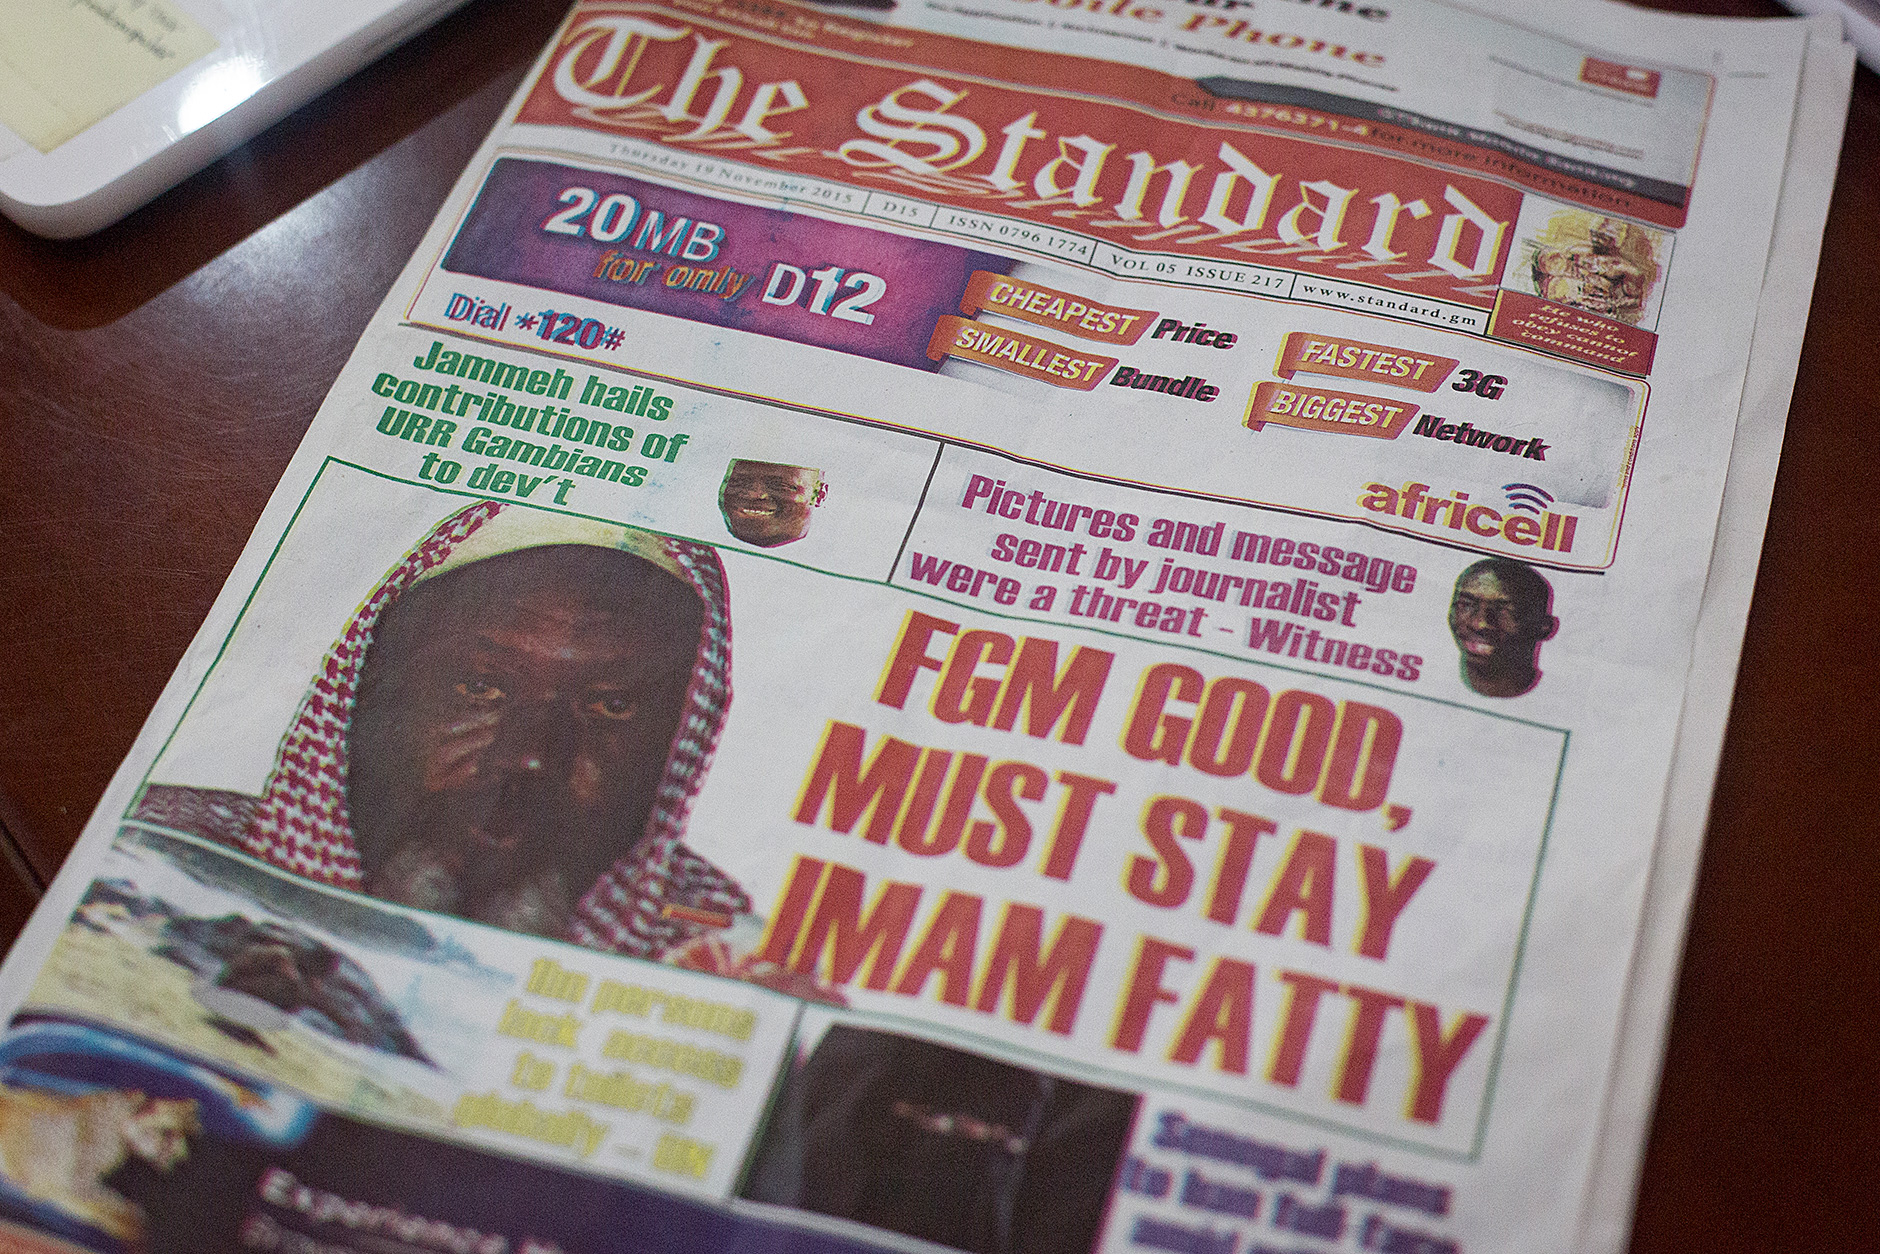 Mobile Phone
Call 4376371-4 for more information
The Standard
Thursday 19 November 2015 | D15 | ISSN 0796 1774 | VOL 05 ISSUE 217 | www.standard.gm
He who
refuses to
obey cannot
command
20MB
for only D12
Dial *120#
CHEAPEST Price
SMALLEST Bundle
FASTEST 3G
BIGGEST Network
africell
Jammeh hails
contributions of
URR Gambians
to dev't
Pictures and message
sent by journalist
were a threat - Witness
FGM GOOD,
MUST STAY
IMAM FATTY
persons
lack access
to toilets
globally – UN
Senegal plans
to ban full face
Experience